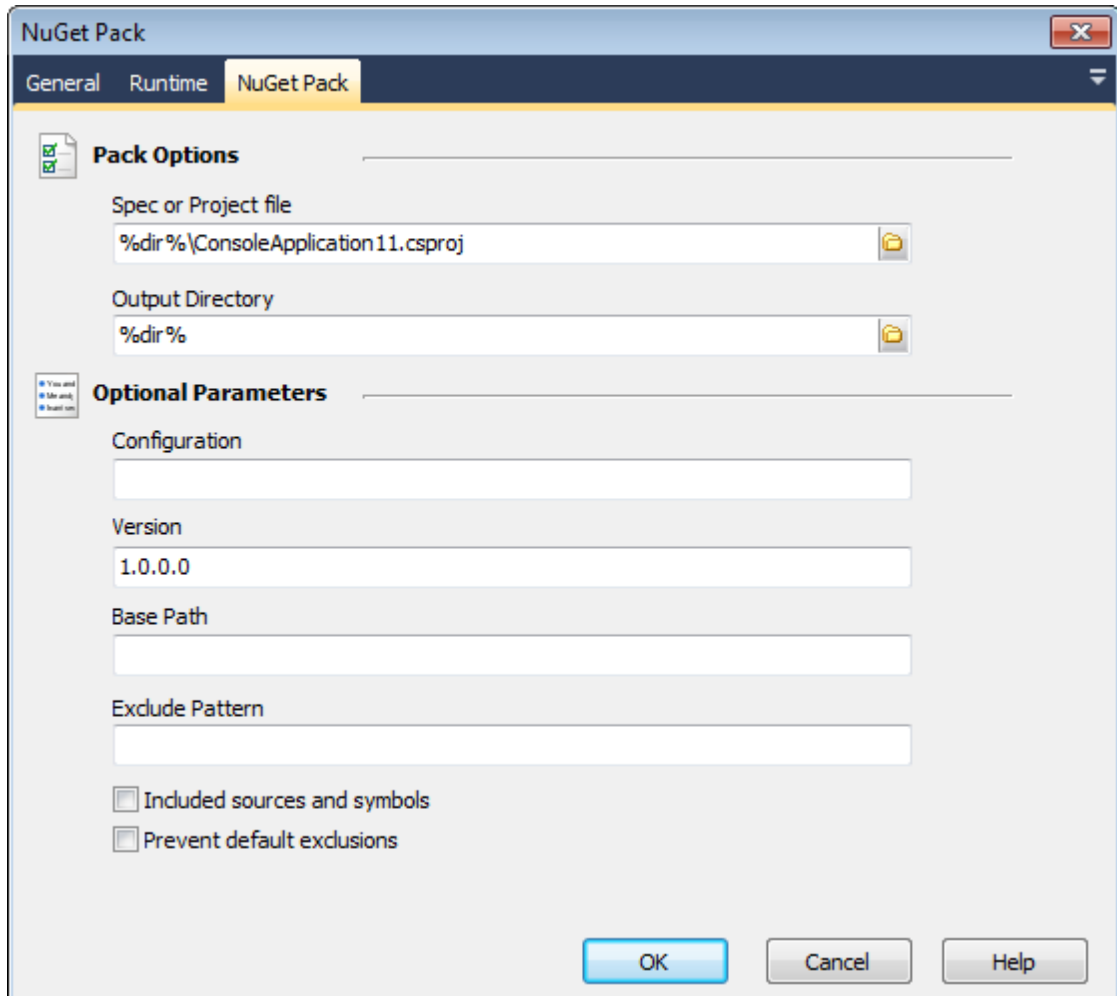 NuGet Pack
General Runtime NuGet Pack
Pack Options
Spec or Project file
%dir%\ConsoleApplication11.csproj
Output Directory
%dir%
Optional Parameters
Configuration
Version
1.0.0.0
Base Path
Exclude Pattern
Included sources and symbols
Prevent default exclusions
OK Cancel Help